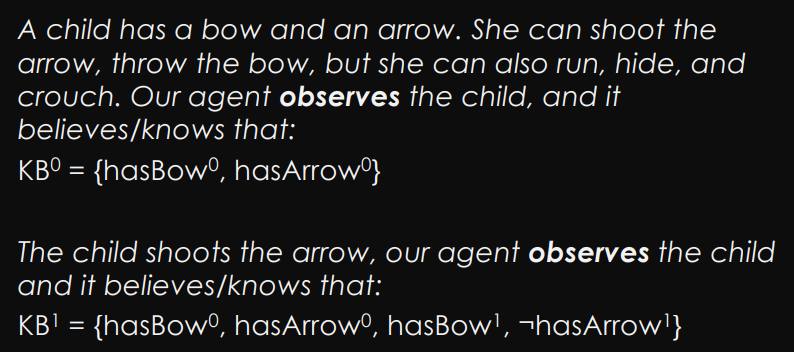 A child has a bow and an arrow. She can shoot the
arrow, throw the bow, but she can also run, hide, and
crouch. Our agent observes the child, and it
believes/knows that:
KB⁰ = {hasBow⁰, hasArrow⁰}
The child shoots the arrow, our agent observes the child
and it believes/knows that:
KB¹ = {hasBow⁰, hasArrow⁰, hasBow¹, ¬hasArrow¹}